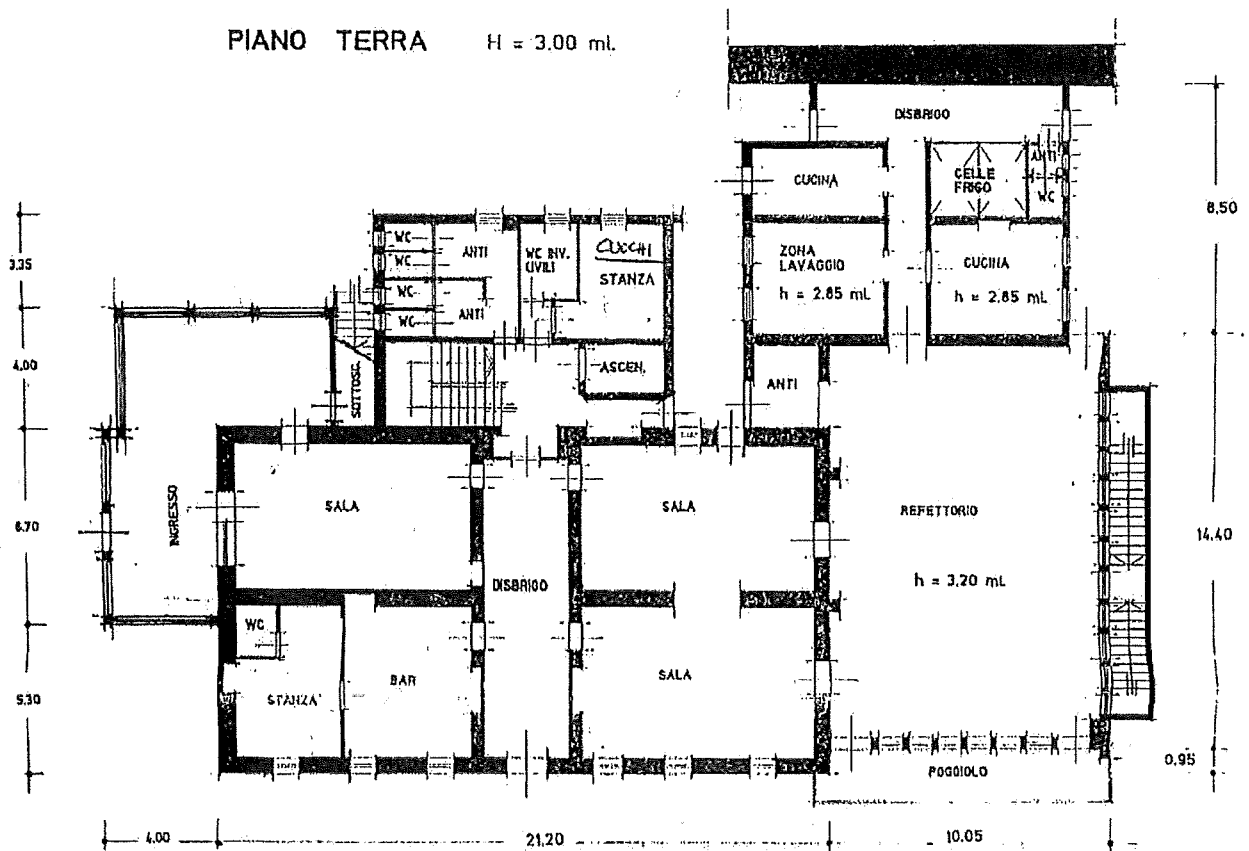 PIANO TERRA H = 3.00 ml.
DISBRIGO
CUCINA
CELLE
FRIGO
ANTI
WC
8,50
WC
WC
ANTI
WC INV.
CIVILI
STANZA
ZONA
LAVAGGIO
h = 2.85 ml.
CUCINA
h = 2.85 ml.
3.35
WC
WC
ANTI
ASCEN.
ANTI
4,00
SOTTOSC.
INGRESSO
SALA
SALA
REFETTORIO
h = 3,20 ml.
6.70
14,40
DISBRIGO
WC
STANZA
BAR
SALA
5.30
POGGIOLO
0,95
4.00
21.20
10.05